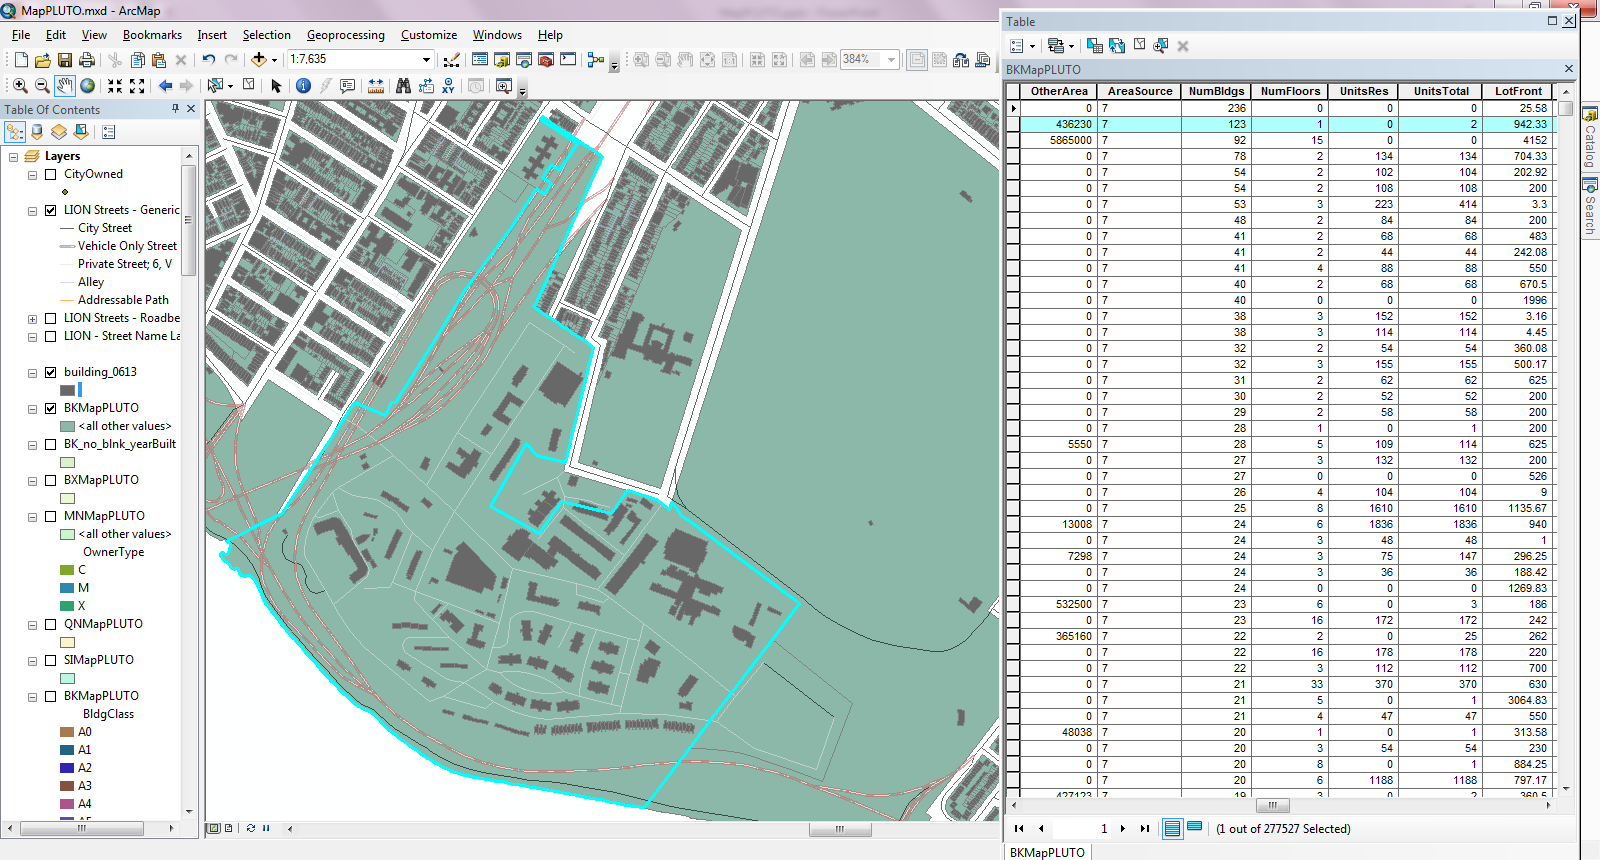 MapPLUTO.mxd - ArcMap
File Edit View Bookmarks Insert Selection Geoprocessing Customize Windows Help
1:7,635
384%
Table Of Contents
Layers
CityOwned
LION Streets - Generic
City Street
Vehicle Only Street
Private Street; 6, V
Alley
Addressable Path
LION Streets - Roadbe
LION - Street Name La
building_0613
BKMapPLUTO
<all other values>
BK_no_blnk_yearBuilt
BXMapPLUTO
MNMapPLUTO
<all other values>
OwnerType
C
M
X
QNMapPLUTO
SIMapPLUTO
BKMapPLUTO
BldgClass
A0
A1
A2
A3
A4
A5
Table
BKMapPLUTO
OtherArea AreaSource NumBldgs NumFloors UnitsRes UnitsTotal LotFront
0 7 236 0 0 0 25.58
436230 7 123 1 0 2 942.33
5865000 7 92 15 0 0 4152
0 7 78 2 134 134 704.33
0 7 54 2 102 104 202.92
0 7 54 2 108 108 200
0 7 53 3 223 414 3.3
0 7 48 2 84 84 200
0 7 41 2 68 68 483
0 7 41 2 44 44 242.08
0 7 41 4 88 88 550
0 7 40 2 68 68 670.5
0 7 40 0 0 0 1996
0 7 38 3 152 152 3.16
0 7 38 3 114 114 4.45
0 7 32 2 54 54 360.08
0 7 32 3 155 155 500.17
0 7 31 2 62 62 625
0 7 30 2 52 52 200
0 7 29 2 58 58 200
0 7 28 1 0 1 200
5550 7 28 5 109 114 625
0 7 27 3 132 132 200
0 7 27 0 0 0 526
0 7 26 4 104 104 9
0 7 25 8 1610 1610 1135.67
13008 7 24 6 1836 1836 940
0 7 24 3 48 48 1
7298 7 24 3 75 147 296.25
0 7 24 3 36 36 188.42
0 7 24 0 0 0 1269.83
532500 7 23 6 0 3 186
0 7 23 16 172 172 242
365160 7 22 2 0 25 262
0 7 22 16 178 178 220
0 7 22 3 112 112 700
0 7 21 33 370 370 630
0 7 21 5 0 1 3064.83
0 7 21 4 47 47 550
48038 7 20 1 0 1 313.58
0 7 20 3 54 54 230
0 7 20 8 0 1 884.25
0 7 20 6 1188 1188 797.17
427123 7 19 3 0 2 360.5
1
(1 out of 277527 Selected)
BKMapPLUTO
Catalog
Search